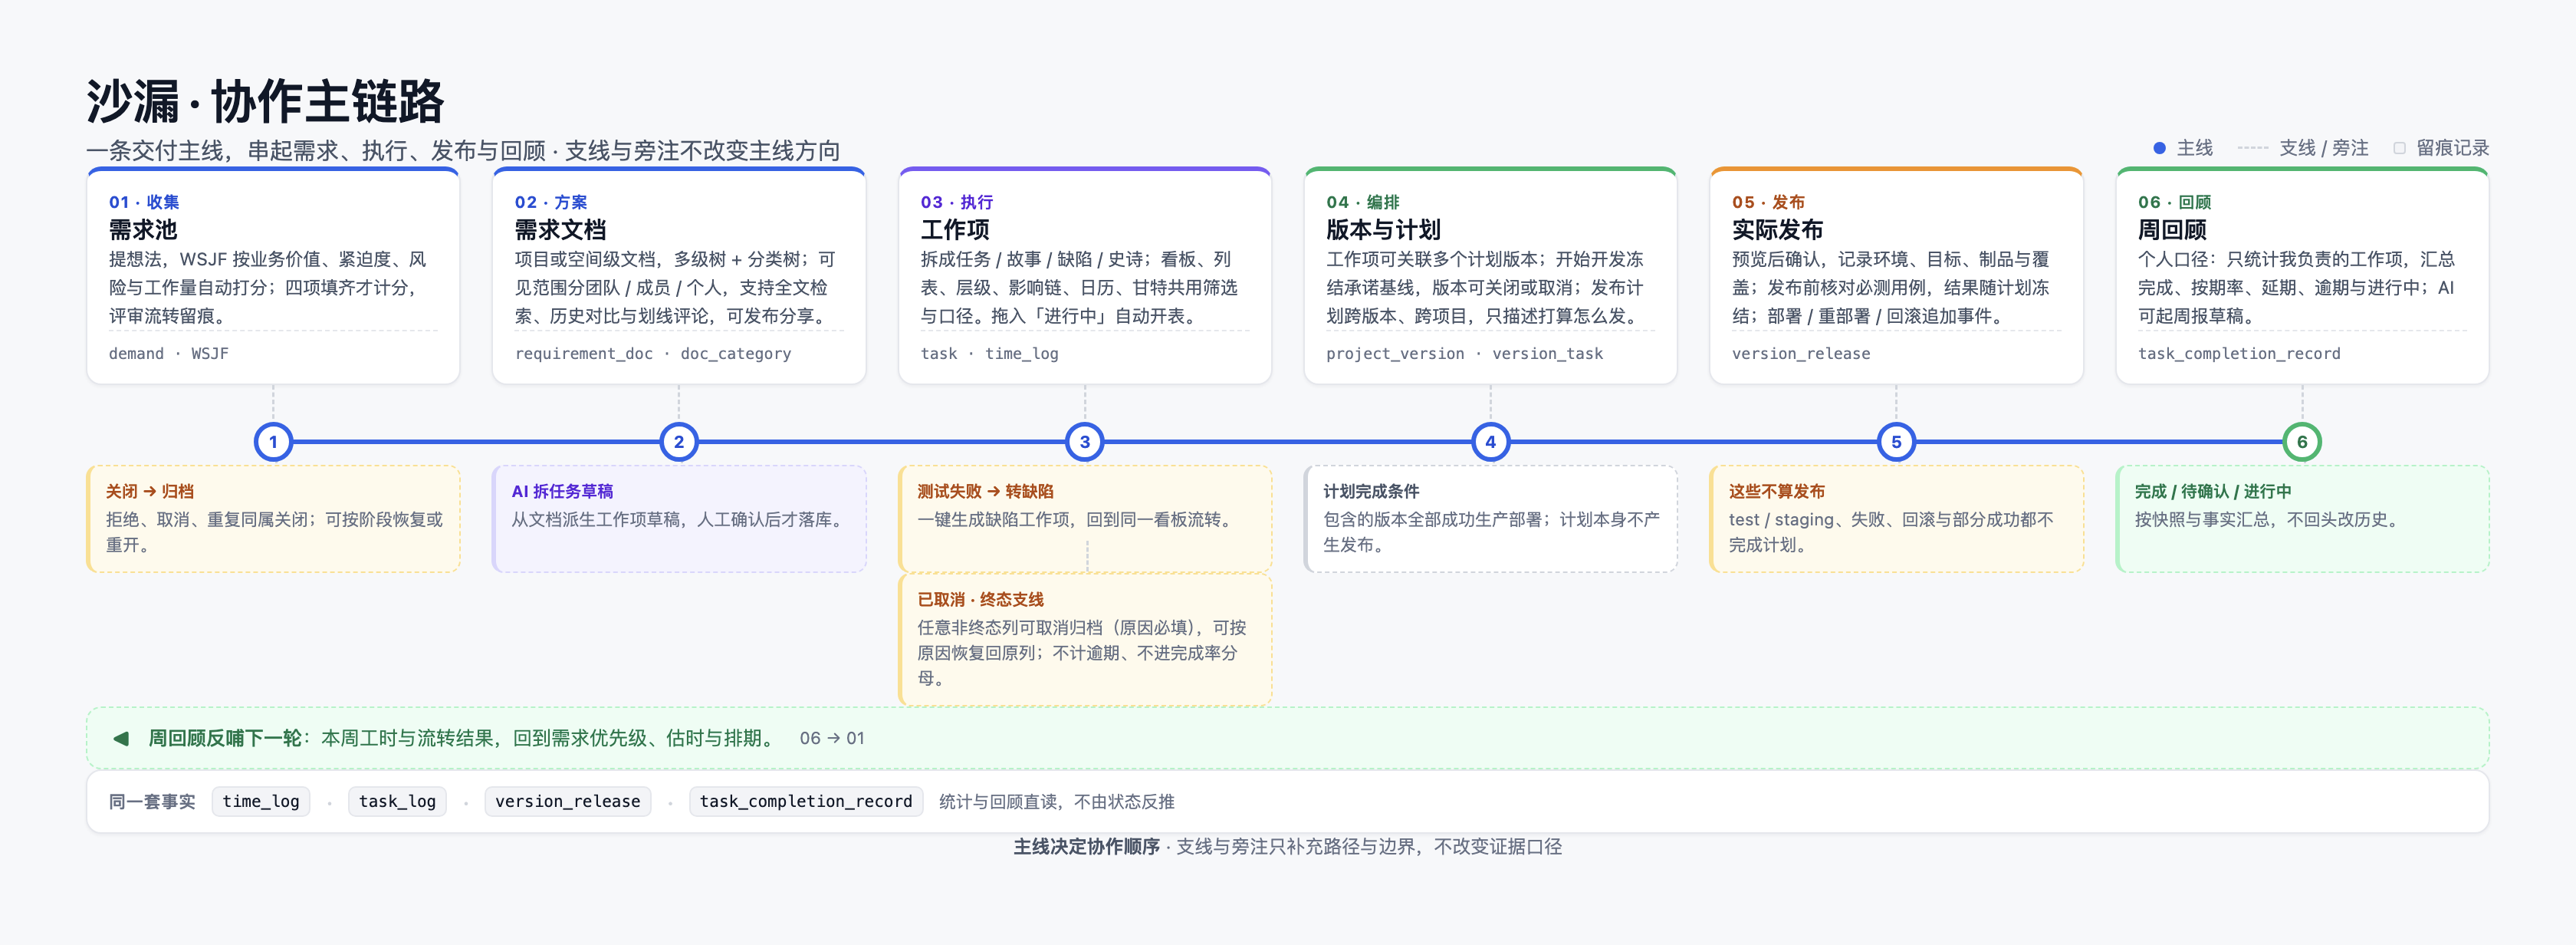 沙漏 · 协作主链路
一条交付主线，串起需求、执行、发布与回顾 · 支线与旁注不改变主线方向
主线
支线 / 旁注
留痕记录
01 · 收集
需求池
提想法，WSJF 按业务价值、紧迫度、风
险与工作量自动打分；四项填齐才计分，
评审流转留痕。
demand · WSJF
02 · 方案
需求文档
项目或空间级文档，多级树 + 分类树；可
见范围分团队 / 成员 / 个人，支持全文检
索、历史对比与划线评论，可发布分享。
requirement_doc · doc_category
03 · 执行
工作项
拆成任务 / 故事 / 缺陷 / 史诗；看板、列
表、层级、影响链、日历、甘特共用筛选
与口径。拖入「进行中」自动开表。
task · time_log
04 · 编排
版本与计划
工作项可关联多个计划版本；开始开发冻
结承诺基线，版本可关闭或取消；发布计
划跨版本、跨项目，只描述打算怎么发。
project_version · version_task
05 · 发布
实际发布
预览后确认，记录环境、目标、制品与覆
盖；发布前核对必测用例，结果随计划冻
结；部署 / 重部署 / 回滚追加事件。
version_release
06 · 回顾
周回顾
个人口径：只统计我负责的工作项，汇总
完成、按期率、延期、逾期与进行中；AI
可起周报草稿。
task_completion_record
1
2
3
4
5
6
关闭 → 归档
拒绝、取消、重复同属关闭；可按阶段恢复或
重开。
AI 拆任务草稿
从文档派生工作项草稿，人工确认后才落库。
测试失败 → 转缺陷
一键生成缺陷工作项，回到同一看板流转。
已取消 · 终态支线
任意非终态列可取消归档（原因必填），可按
原因恢复回原列；不计逾期、不进完成率分
母。
计划完成条件
包含的版本全部成功生产部署；计划本身不产
生发布。
这些不算发布
test / staging、失败、回滚与部分成功都不
完成计划。
完成 / 待确认 / 进行中
按快照与事实汇总，不回头改历史。
◀ 周回顾反哺下一轮：本周工时与流转结果，回到需求优先级、估时与排期。 06 → 01
同一套事实 time_log · task_log · version_release · task_completion_record 统计与回顾直读，不由状态反推
主线决定协作顺序 · 支线与旁注只补充路径与边界，不改变证据口径